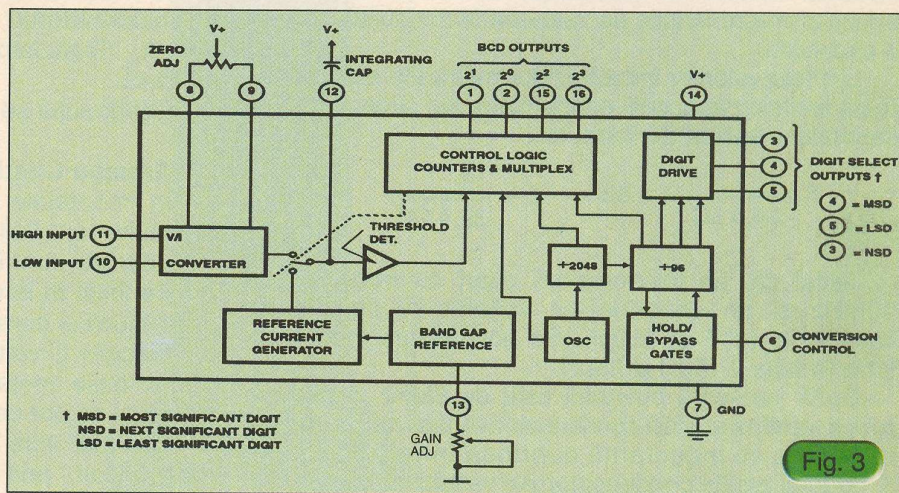 V+
ZERO
ADJ
8
9
V+
INTEGRATING
CAP
12
BCD OUTPUTS
2¹
2⁰
2²
2³
1
2
15
16
V+
14
CONTROL LOGIC
COUNTERS & MULTIPLEX
DIGIT
DRIVE
3
4
5
DIGIT SELECT
OUTPUTS †
4 = MSD
5 = LSD
3 = NSD
HIGH INPUT 11
LOW INPUT 10
V/I
CONVERTER
THRESHOLD
DET.
÷2048
÷96
REFERENCE
CURRENT
GENERATOR
BAND GAP
REFERENCE
OSC
HOLD/
BYPASS
GATES
6
CONVERSION
CONTROL
13
7 GND
† MSD = MOST SIGNIFICANT DIGIT
NSD = NEXT SIGNIFICANT DIGIT
LSD = LEAST SIGNIFICANT DIGIT
GAIN
ADJ
Fig. 3